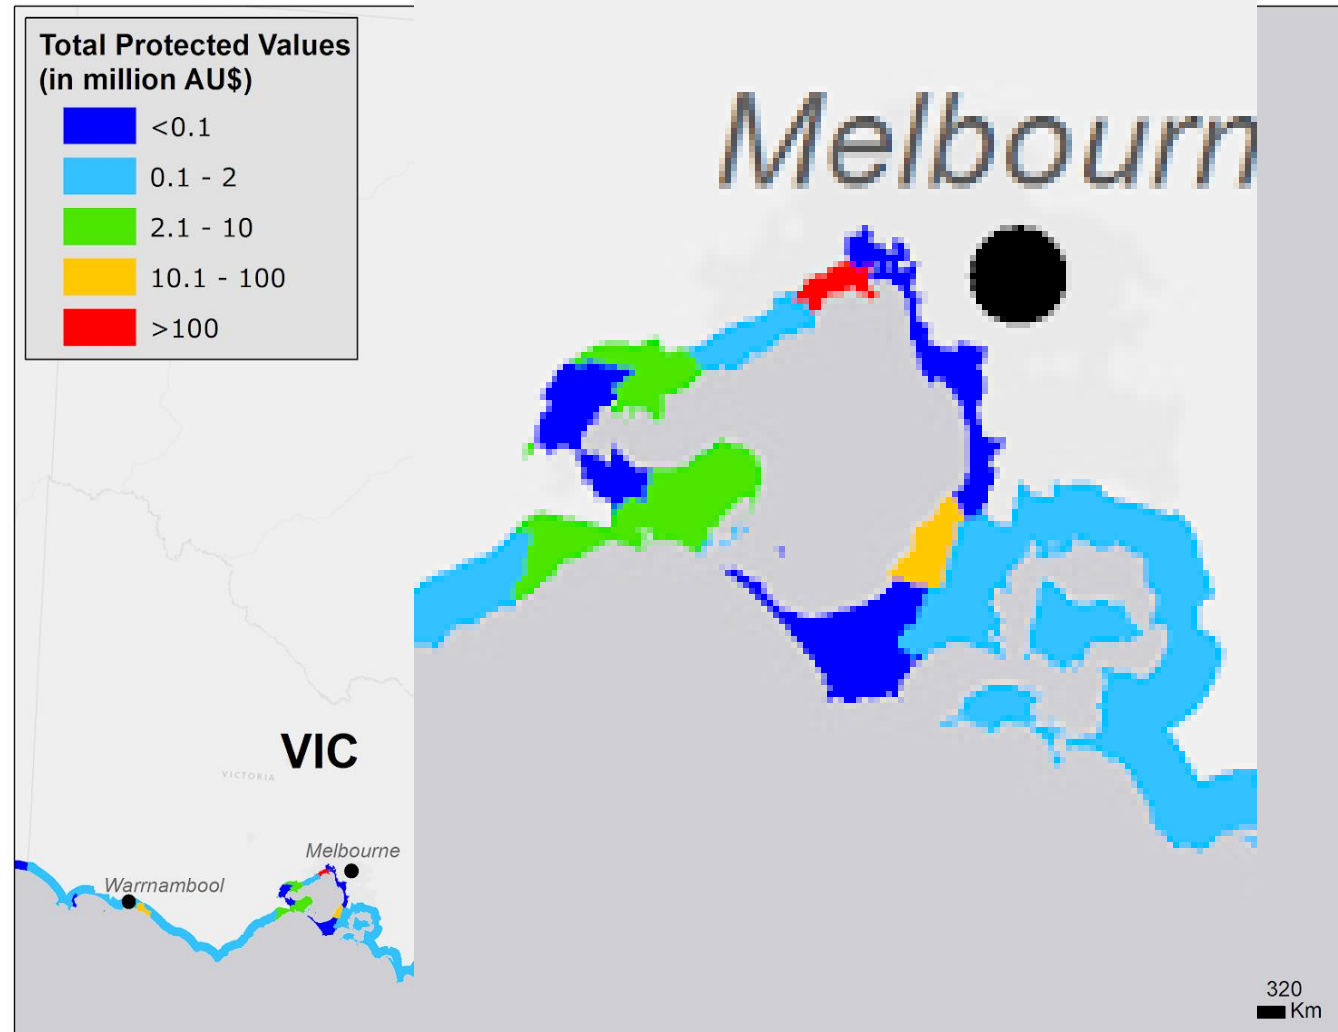 Total Protected Values
(in million AU$)
<0.1
0.1 - 2
2.1 - 10
10.1 - 100
>100
Melbourn
VIC
VICTORIA
Melbourne
Warrnambool
320
Km